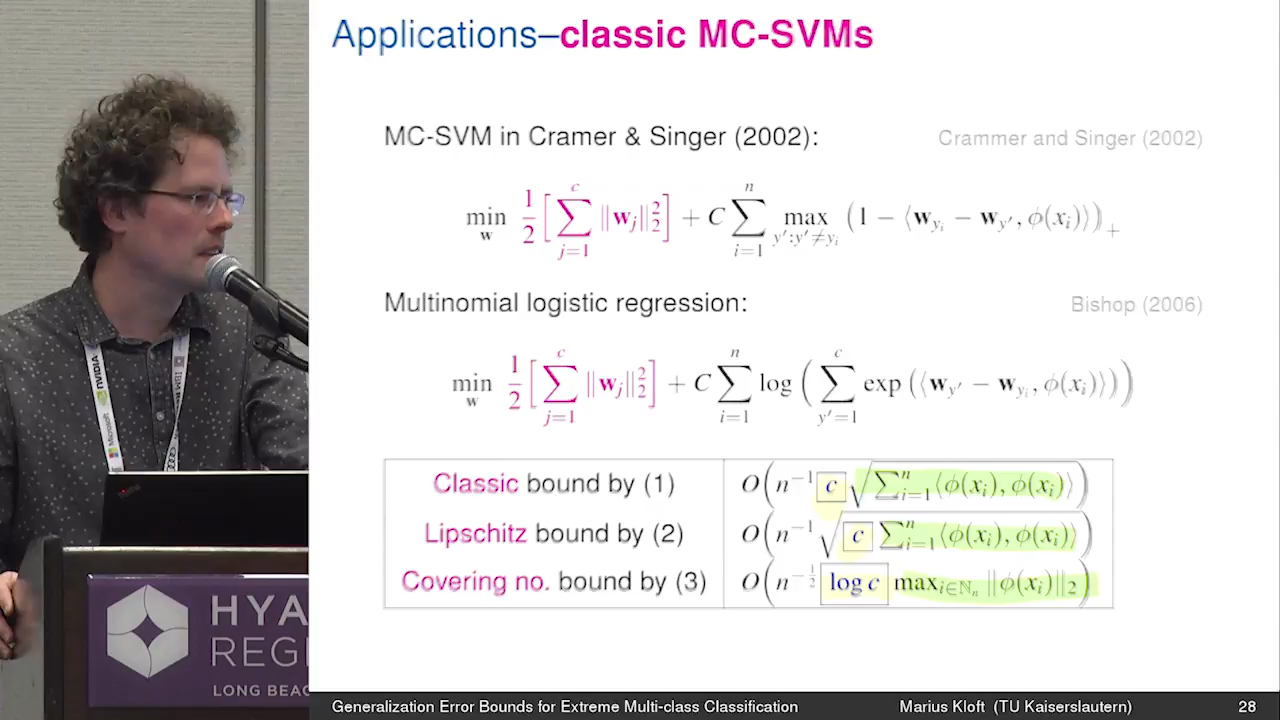 Applications–classic MC-SVMs
MC-SVM in Cramer & Singer (2002): Crammer and Singer (2002)
min_w 1/2 [ ∑_{j=1}^{c} ||w_j||_2^2 ] + C ∑_{i=1}^{n} max_{y′:y′≠y_i} (1 − ⟨w_{y_i} − w_{y′}, ϕ(x_i)⟩)_+
Multinomial logistic regression: Bishop (2006)
min_w 1/2 [ ∑_{j=1}^{c} ||w_j||_2^2 ] + C ∑_{i=1}^{n} log ( ∑_{y′=1}^{c} exp (⟨w_{y′} − w_{y_i}, ϕ(x_i)⟩) )
Classic bound by (1) O(n^{−1} c √(∑_{i=1}^{n} ⟨ϕ(x_i), ϕ(x_i)⟩))
Lipschitz bound by (2) O(n^{−1} √(c ∑_{i=1}^{n} ⟨ϕ(x_i), ϕ(x_i)⟩))
Covering no. bound by (3) O(n^{−1/2} log c max_{i∈ℕ_n} ||ϕ(x_i)||_2)
Generalization Error Bounds for Extreme Multi-class Classification Marius Kloft (TU Kaiserslautern) 28
NVIDIA
Microsoft
IBM
HYA
REGE
LONG BEAC